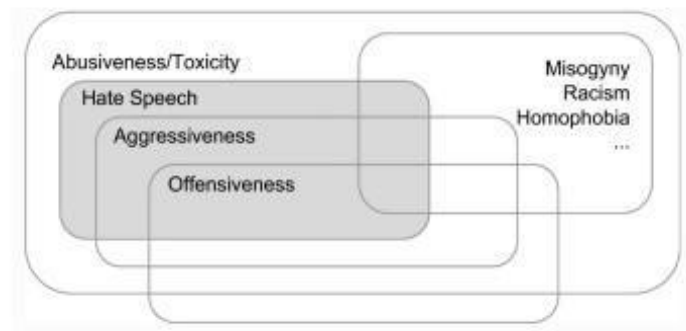 Abusiveness/Toxicity
Hate Speech
Aggressiveness
Offensiveness
Misogyny
Racism
Homophobia
...